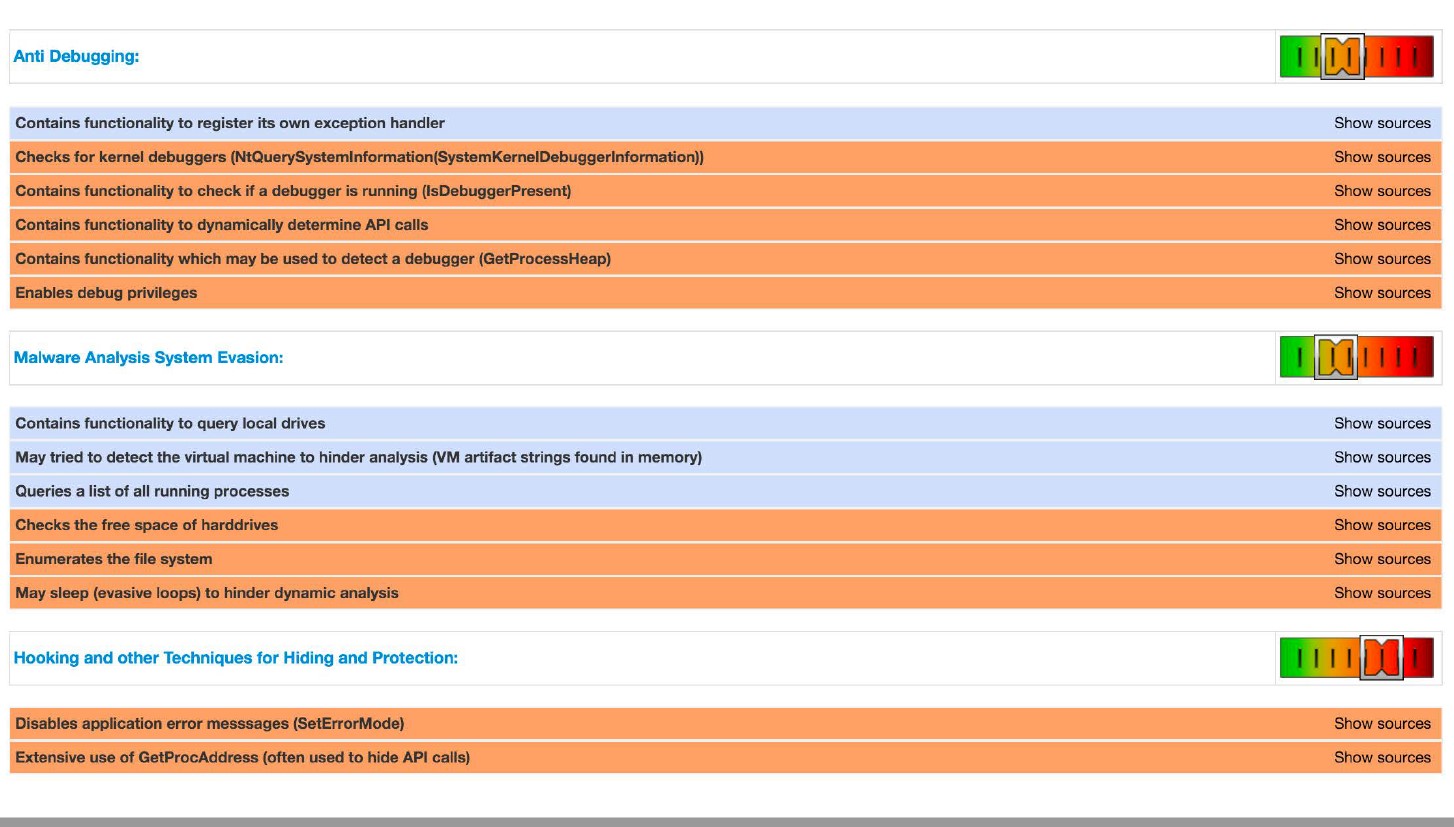 Anti Debugging:
Contains functionality to register its own exception handler Show sources
Checks for kernel debuggers (NtQuerySystemInformation(SystemKernelDebuggerInformation)) Show sources
Contains functionality to check if a debugger is running (IsDebuggerPresent) Show sources
Contains functionality to dynamically determine API calls Show sources
Contains functionality which may be used to detect a debugger (GetProcessHeap) Show sources
Enables debug privileges Show sources
Malware Analysis System Evasion:
Contains functionality to query local drives Show sources
May tried to detect the virtual machine to hinder analysis (VM artifact strings found in memory) Show sources
Queries a list of all running processes Show sources
Checks the free space of harddrives Show sources
Enumerates the file system Show sources
May sleep (evasive loops) to hinder dynamic analysis Show sources
Hooking and other Techniques for Hiding and Protection:
Disables application error messsages (SetErrorMode) Show sources
Extensive use of GetProcAddress (often used to hide API calls) Show sources